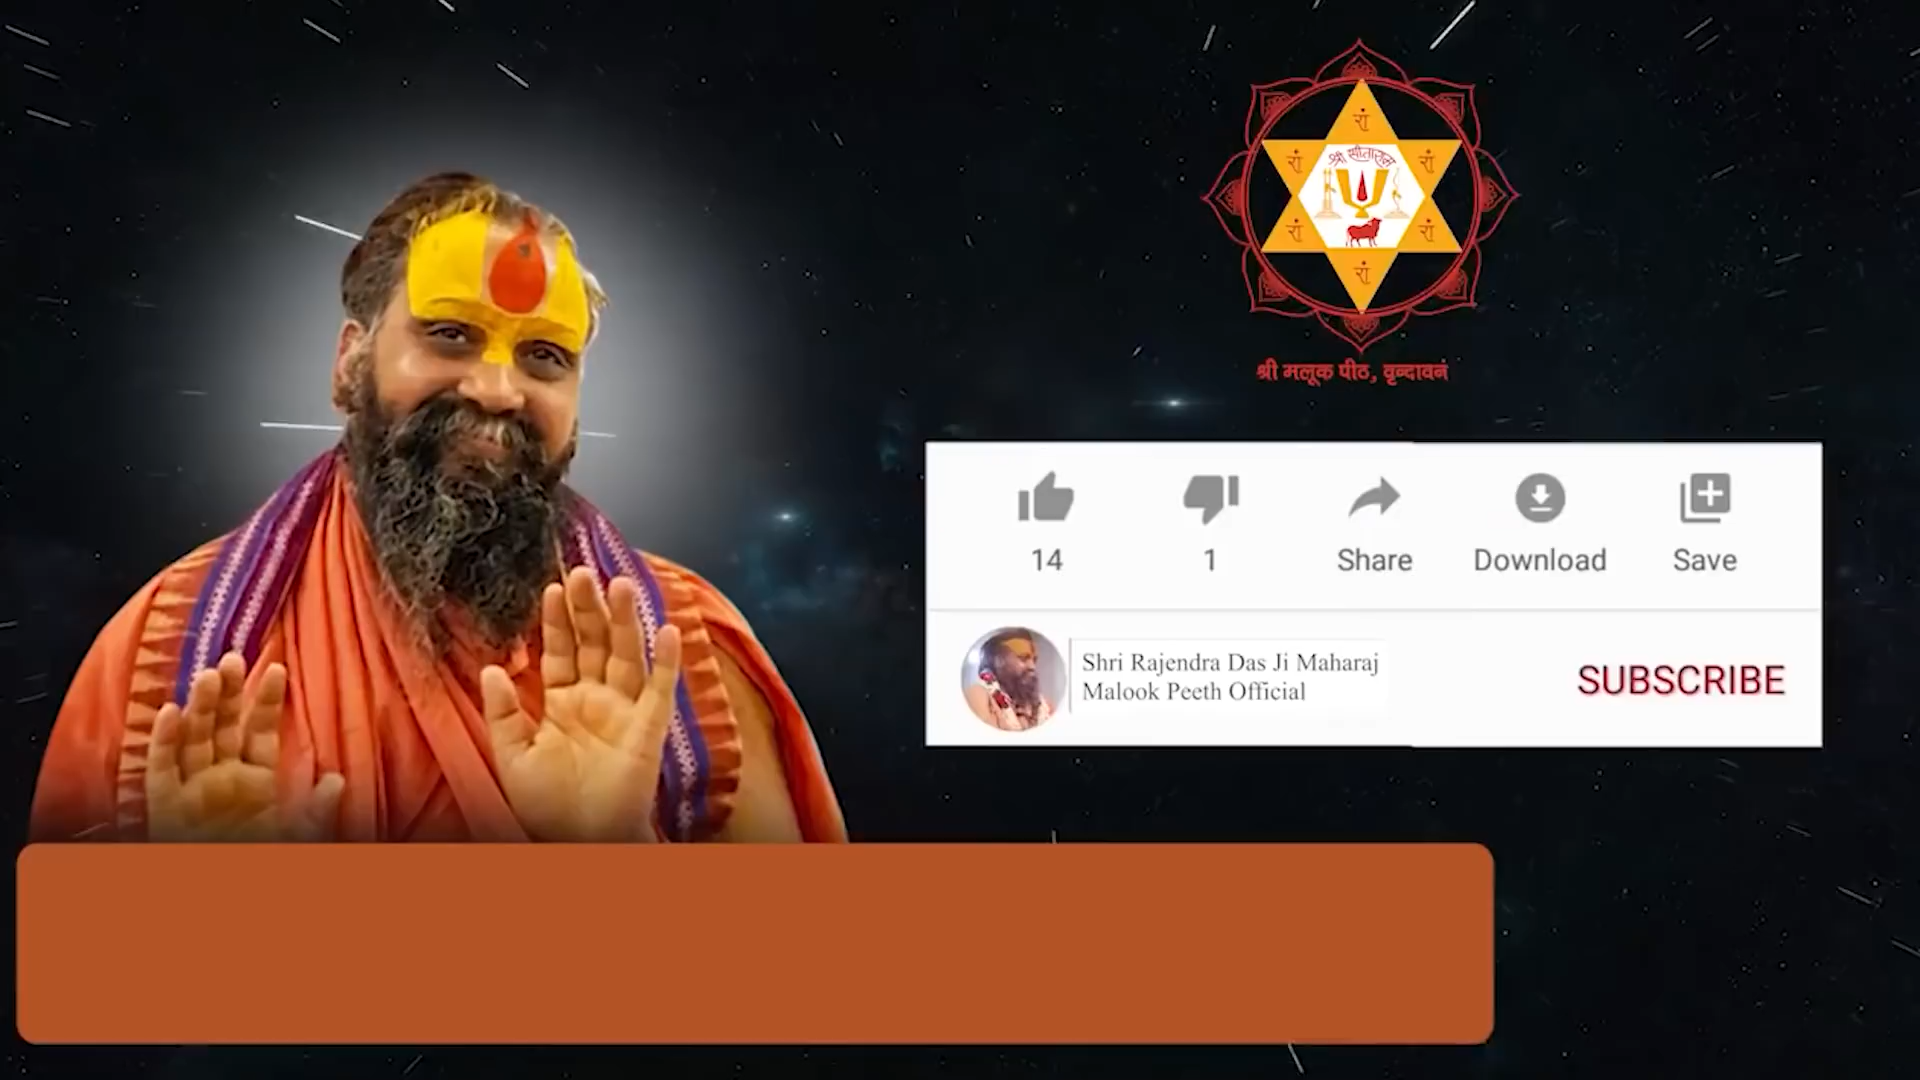 रां
रां
रां
श्री सीताराम
रां
रां
रां
श्री मलूक पीठ, वृन्दावन
14
1
Share
Download
Save
Shri Rajendra Das Ji Maharaj
Malook Peeth Official
SUBSCRIBE